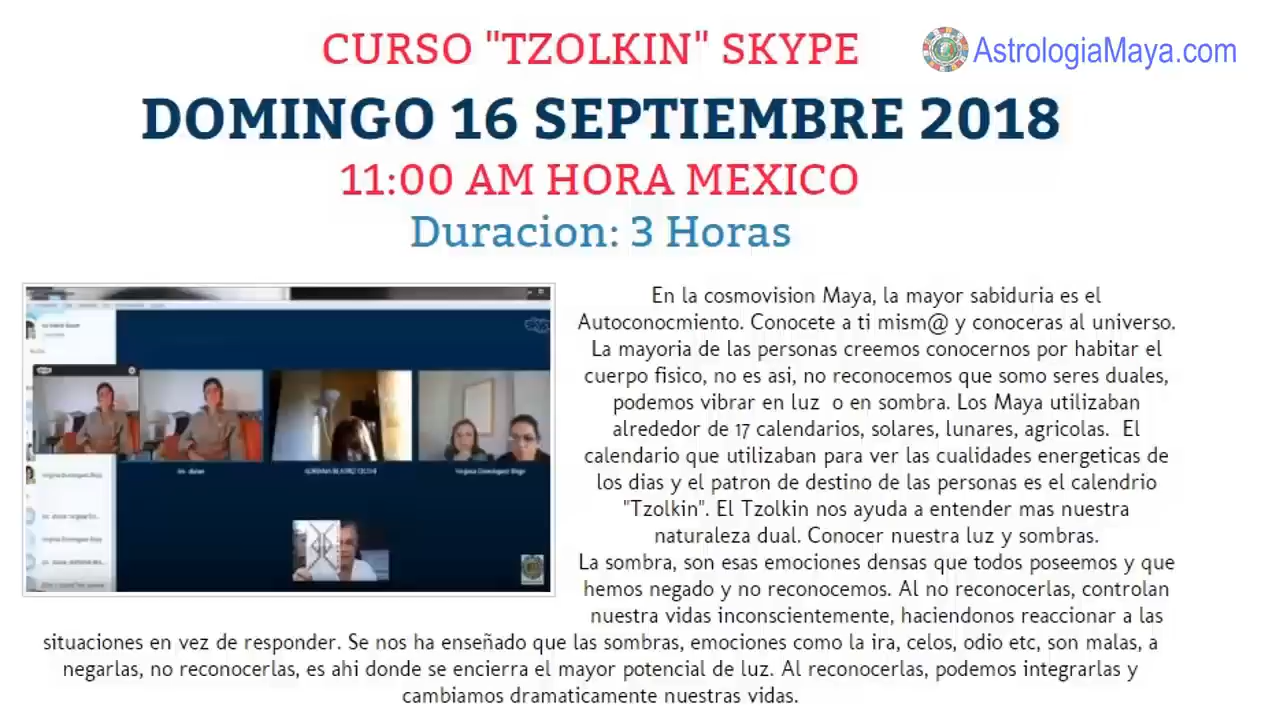 CURSO "TZOLKIN" SKYPE
AstrologiaMaya.com
DOMINGO 16 SEPTIEMBRE 2018
11:00 AM HORA MEXICO
Duracion: 3 Horas
En la cosmovision Maya, la mayor sabiduria es el
Autoconocmiento. Conocete a ti mism@ y conoceras al universo.
La mayoria de las personas creemos conocernos por habitar el
cuerpo fisico, no es asi, no reconocemos que somo seres duales,
podemos vibrar en luz o en sombra. Los Maya utilizaban
alrededor de 17 calendarios, solares, lunares, agricolas. El
calendario que utilizaban para ver las cualidades energeticas de
los dias y el patron de destino de las personas es el calendrio
"Tzolkin". El Tzolkin nos ayuda a entender mas nuestra
naturaleza dual. Conocer nuestra luz y sombras.
La sombra, son esas emociones densas que todos poseemos y que
hemos negado y no reconocemos. Al no reconocerlas, controlan
nuestra vidas inconscientemente, haciendonos reaccionar a las
situaciones en vez de responder. Se nos ha enseñado que las sombras, emociones como la ira, celos, odio etc, son malas, a
negarlas, no reconocerlas, es ahi donde se encierra el mayor potencial de luz. Al reconocerlas, podemos integrarlas y
cambiamos dramaticamente nuestras vidas.